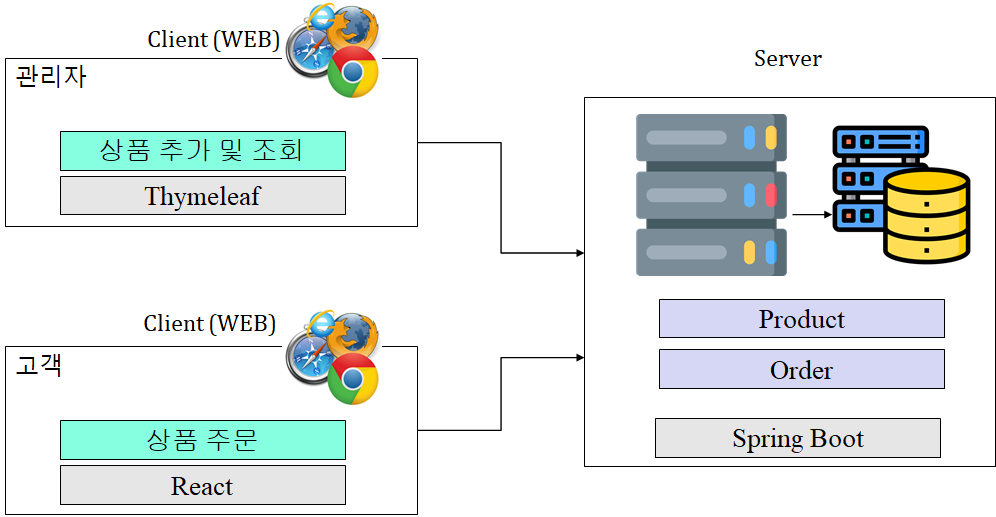 Client (WEB)
관리자
상품 추가 및 조회
Thymeleaf
Client (WEB)
고객
상품 주문
React
Server
Product
Order
Spring Boot